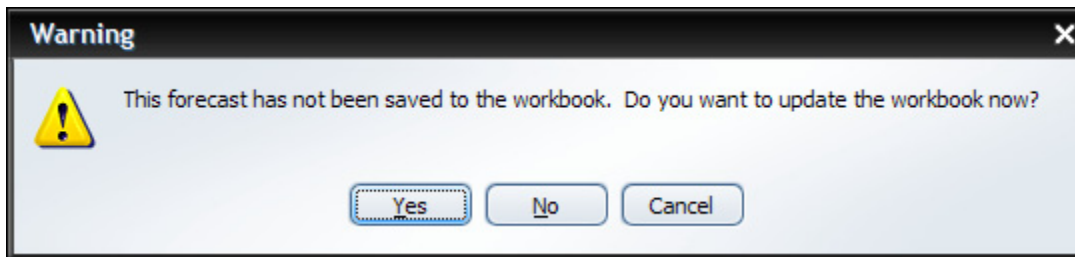 Warning
This forecast has not been saved to the workbook.  Do you want to update the workbook now?
Yes
No
Cancel